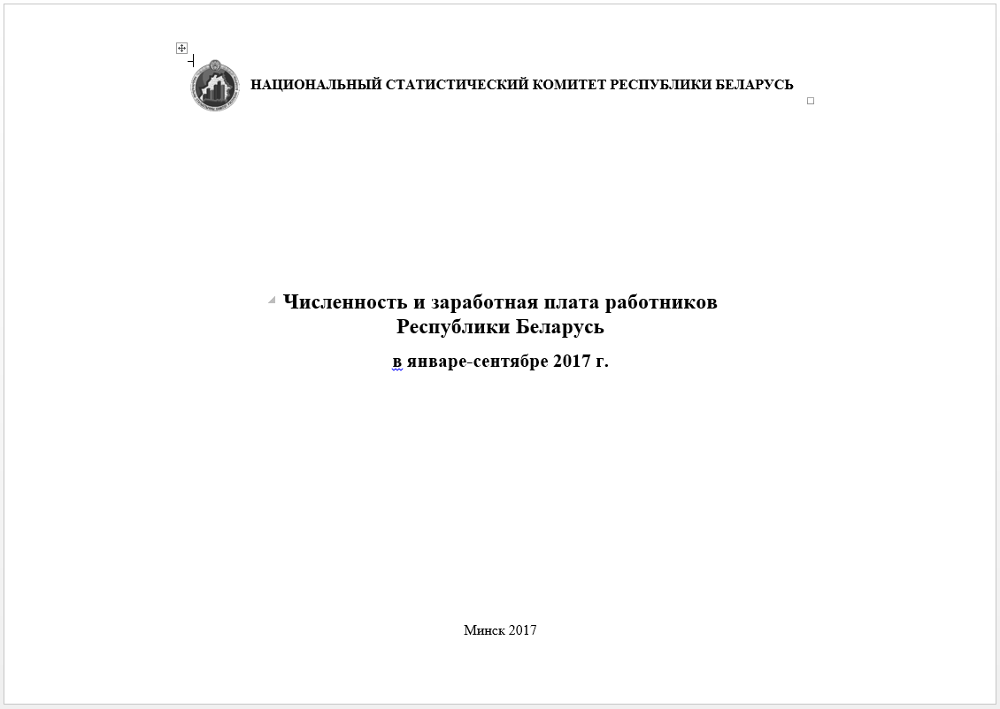 НАЦИОНАЛЬНЫЙ СТАТИСТИЧЕСКИЙ КОМИТЕТ РЕСПУБЛИКИ БЕЛАРУСЬ
Численность и заработная плата работников
Республики Беларусь
в январе-сентябре 2017 г.
Минск 2017